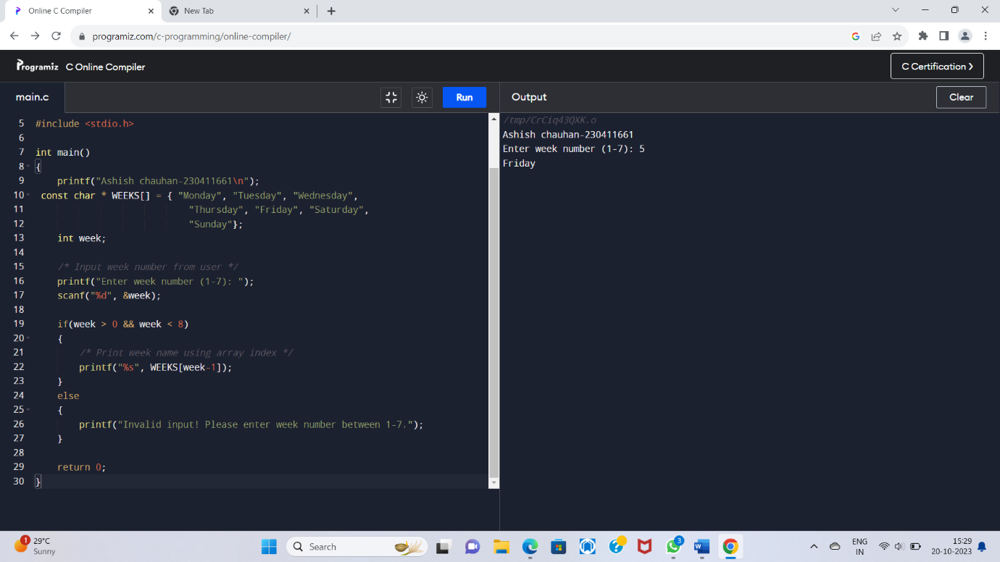 Online C Compiler
New Tab
programiz.com/c-programming/online-compiler/
Programiz C Online Compiler
C Certification >
main.c
Run
Output
Clear
5 #include <stdio.h>
6
7 int main()
8 {
9 printf("Ashish chauhan-230411661\n");
10 const char * WEEKS[] = { "Monday", "Tuesday", "Wednesday",
11 "Thursday", "Friday", "Saturday",
12 "Sunday"};
13 int week;
14
15 /* Input week number from user */
16 printf("Enter week number (1-7): ");
17 scanf("%d", &week);
18
19 if(week > 0 && week < 8)
20 {
21 /* Print week name using array index */
22 printf("%s", WEEKS[week-1]);
23 }
24 else
25 {
26 printf("Invalid input! Please enter week number between 1-7.");
27 }
28
29 return 0;
30 }
/tmp/CrCiq43QXK.o
Ashish chauhan-230411661
Enter week number (1-7): 5
Friday
1
29°C
Sunny
Search
3
ENG
IN
15:29
20-10-2023